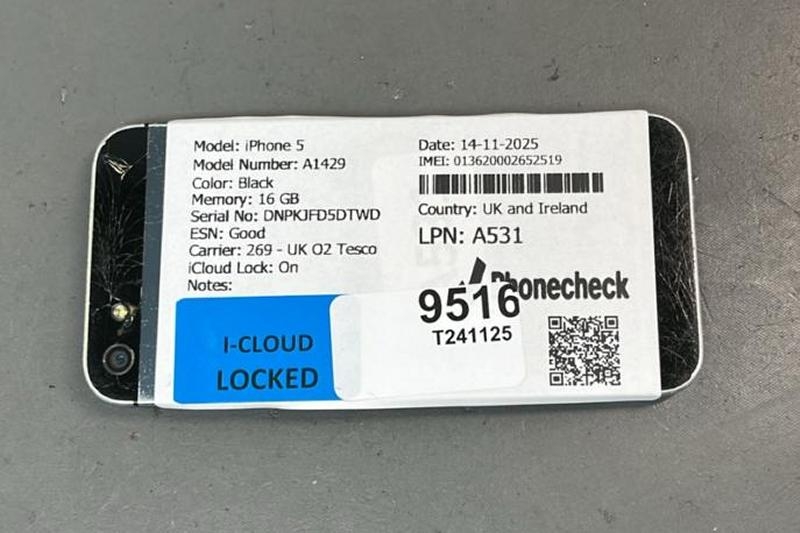 Model: iPhone 5
Model Number: A1429
Color: Black
Memory: 16 GB
Serial No: DNPKJFD5DTWD
ESN: Good
Carrier: 269 - UK O2 Tesco
iCloud Lock: On
Notes:
Date: 14-11-2025
IMEI: 013620002652519
Country: UK and Ireland
LPN: A531
Phonecheck
9516
T241125
I-CLOUD
LOCKED